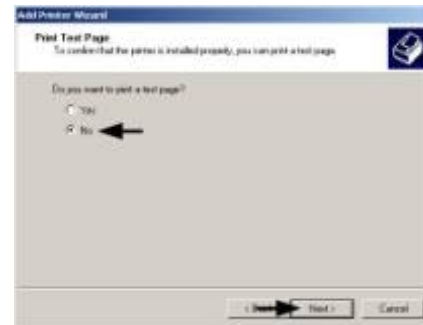 Add Printer Wizard
Print Test Page
To confirm that the printer is installed properly, you can print a test page.
Do you want to print a test page?
Yes
No
Next >
Cancel